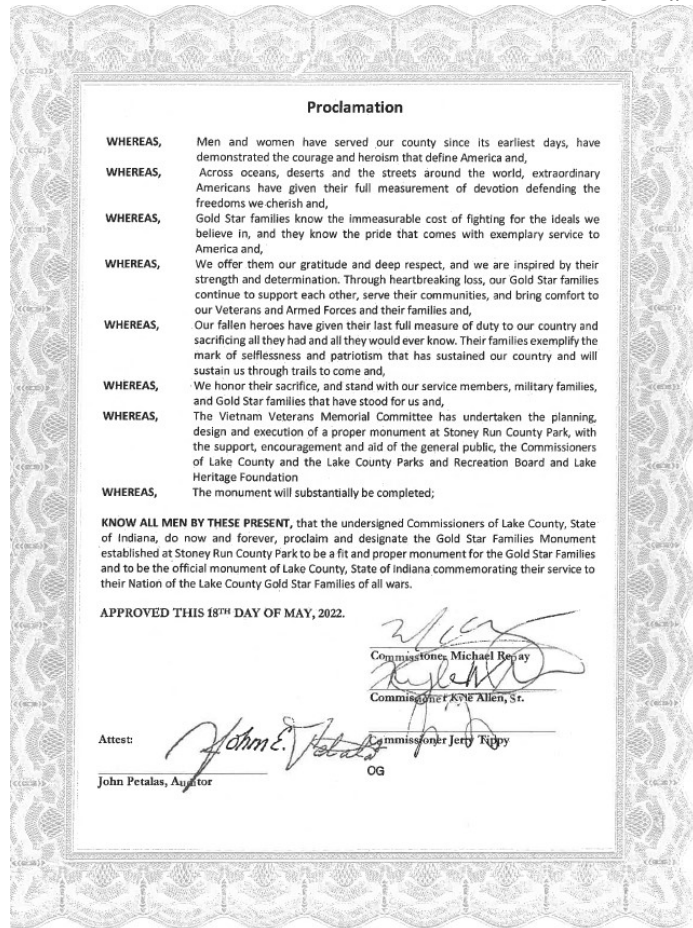 Proclamation
WHEREAS, Men and women have served our county since its earliest days, have
demonstrated the courage and heroism that define America and,
WHEREAS, Across oceans, deserts and the streets around the world, extraordinary
Americans have given their full measure of devotion defending the
freedoms we cherish and,
WHEREAS, Gold Star families know the immeasurable cost of fighting for the ideals we
believe in, and they know the pride that comes with exemplary service to
America and,
WHEREAS, We offer them our gratitude and deep respect, and we are inspired by their
strength and determination. Through heartbreaking loss, our Gold Star families
continue to support each other, serve their communities, and bring comfort to
our Veterans and Armed Forces and their families and,
WHEREAS, Our fallen heroes have given their last full measure of duty to our country and
sacrificing all they had and all they would ever know. Their families exemplify the
mark of selflessness and patriotism that has sustained our country and will
sustain us through trails to come and,
WHEREAS, We honor their sacrifice, and stand with our service members, military families,
and Gold Star families that have stood for us and,
WHEREAS, The Vietnam Veterans Memorial Committee has undertaken the planning,
design and execution of a proper monument at Stoney Run County Park, with
the support, encouragement and aid of the general public, the Commissioners
of Lake County and the Lake County Parks and Recreation Board and Lake
Heritage Foundation
WHEREAS, The monument will substantially be completed;
KNOW ALL MEN BY THESE PRESENT, that the undersigned Commissioners of Lake County, State
of Indiana, do now and forever, proclaim and designate the Gold Star Families Monument
established at Stoney Run County Park to be a fit and proper monument for the Gold Star Families
and to be the official monument of Lake County, State of Indiana commemorating their service to
their Nation of the Lake County Gold Star Families of all wars.
APPROVED THIS 18TH DAY OF MAY, 2022.
Commissioner Michael Repay
Commissioner Kyle Allen, Sr.
Attest: John E. Petalas Commissioner Jerry Tippy
OG
John Petalas, Auditor